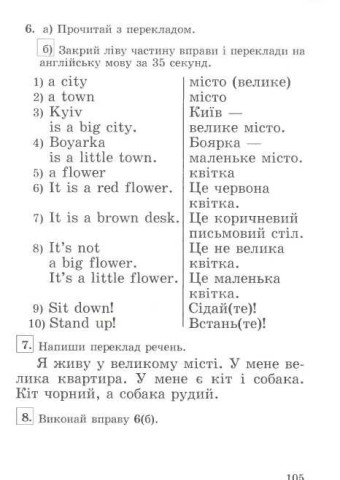 6. а) Прочитай з перекладом.
б) Закрий ліву частину вправи і переклади на
англійську мову за 35 секунд.
1) a city місто (велике)
2) a town місто
3) Kyiv Київ —
is a big city. велике місто.
4) Boyarka Боярка —
is a little town. маленьке місто.
5) a flower квітка
6) It is a red flower. Це червона
квітка.
7) It is a brown desk. Це коричневий
письмовий стіл.
8) It's not Це не велика
a big flower. квітка.
It's a little flower. Це маленька
квітка.
9) Sit down! Сідай(те)!
10) Stand up! Встань(те)!
7. Напиши переклад речень.
Я живу у великому місті. У мене ве-
лика квартира. У мене є кіт і собака.
Кіт чорний, а собака рудий.
8. Виконай вправу 6(б).
105